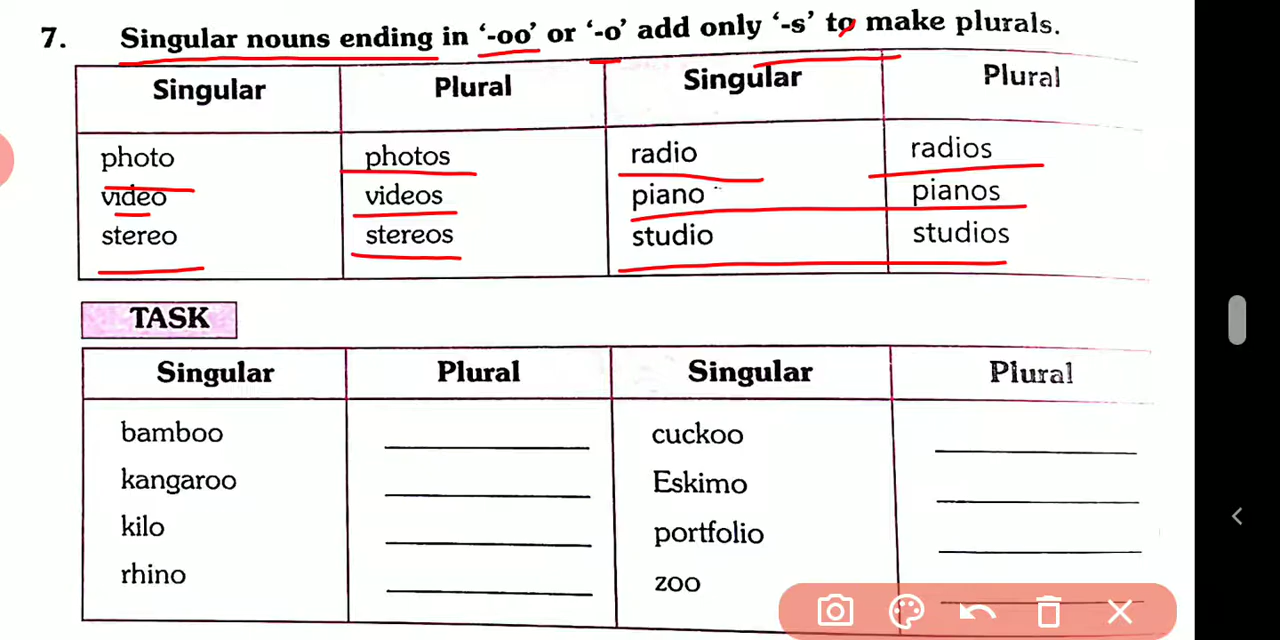 7. Singular nouns ending in ‘-oo’ or ‘-o’ add only ‘-s’ to make plurals.
Singular Plural Singular Plural
photo photos radio radios
video videos piano pianos
stereo stereos studio studios
TASK
Singular Plural Singular Plural
bamboo cuckoo
kangaroo Eskimo
kilo portfolio
rhino zoo